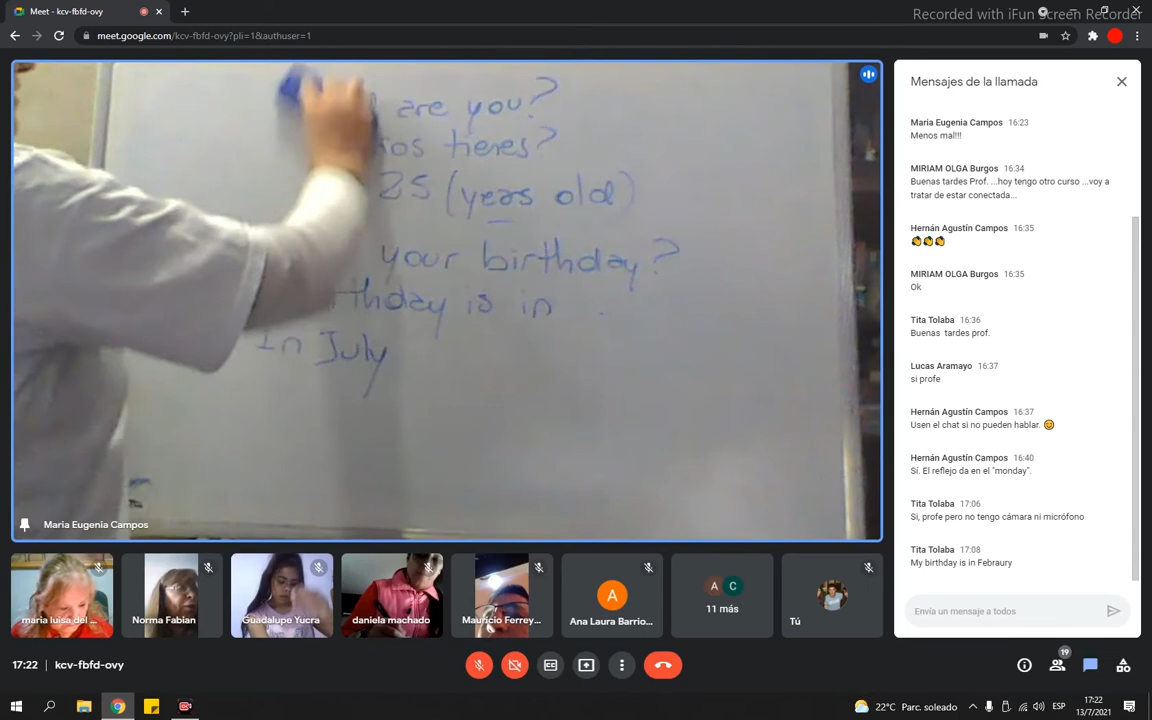 Meet - kcv-fbfd-ovy
Recorded with iFun Screen Recorder
meet.google.com/kcv-fbfd-ovy?pli=1&authuser=1
are you?
tienes?
25 (years old)
your birthday?
is in
In July
Maria Eugenia Campos
Mensajes de la llamada
Maria Eugenia Campos 16:23
Menos mal!!!
MIRIAM OLGA Burgos 16:34
Buenas tardes Prof. ...hoy tengo otro curso ...voy a
tratar de estar conectada...
Hernán Agustín Campos 16:35
👏👏👏
MIRIAM OLGA Burgos 16:35
Ok
Tita Tolaba 16:36
Buenas tardes prof.
Lucas Aramayo 16:37
si profe
Hernán Agustín Campos 16:37
Usen el chat si no pueden hablar. 😊
Hernán Agustín Campos 16:40
Sí. El reflejo da en el "monday".
Tita Tolaba 17:06
Si, profe pero no tengo cámara ni micrófono
Tita Tolaba 17:08
My birthday is in Febraury
Envía un mensaje a todos
maria luisa del ...
Norma Fabian
Guadalupe Yucra
daniela machado
Mauricio Ferrey...
A
Ana Laura Barrio...
A C
11 más
Tú
17:22 kcv-fbfd-ovy
19
22°C Parc. soleado
ESP
17:22
13/7/2021